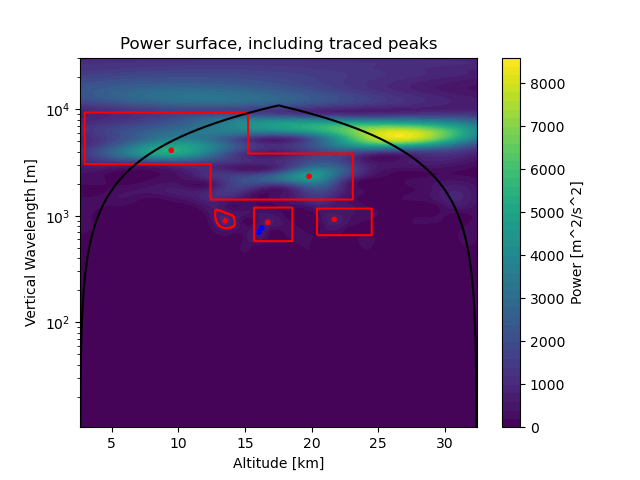 Power surface, including traced peaks
Vertical Wavelength [m]
10^4
10^3
10^2
5 10 15 20 25 30
Altitude [km]
8000
7000
6000
5000
4000
3000
2000
1000
0
Power [m^2/s^2]